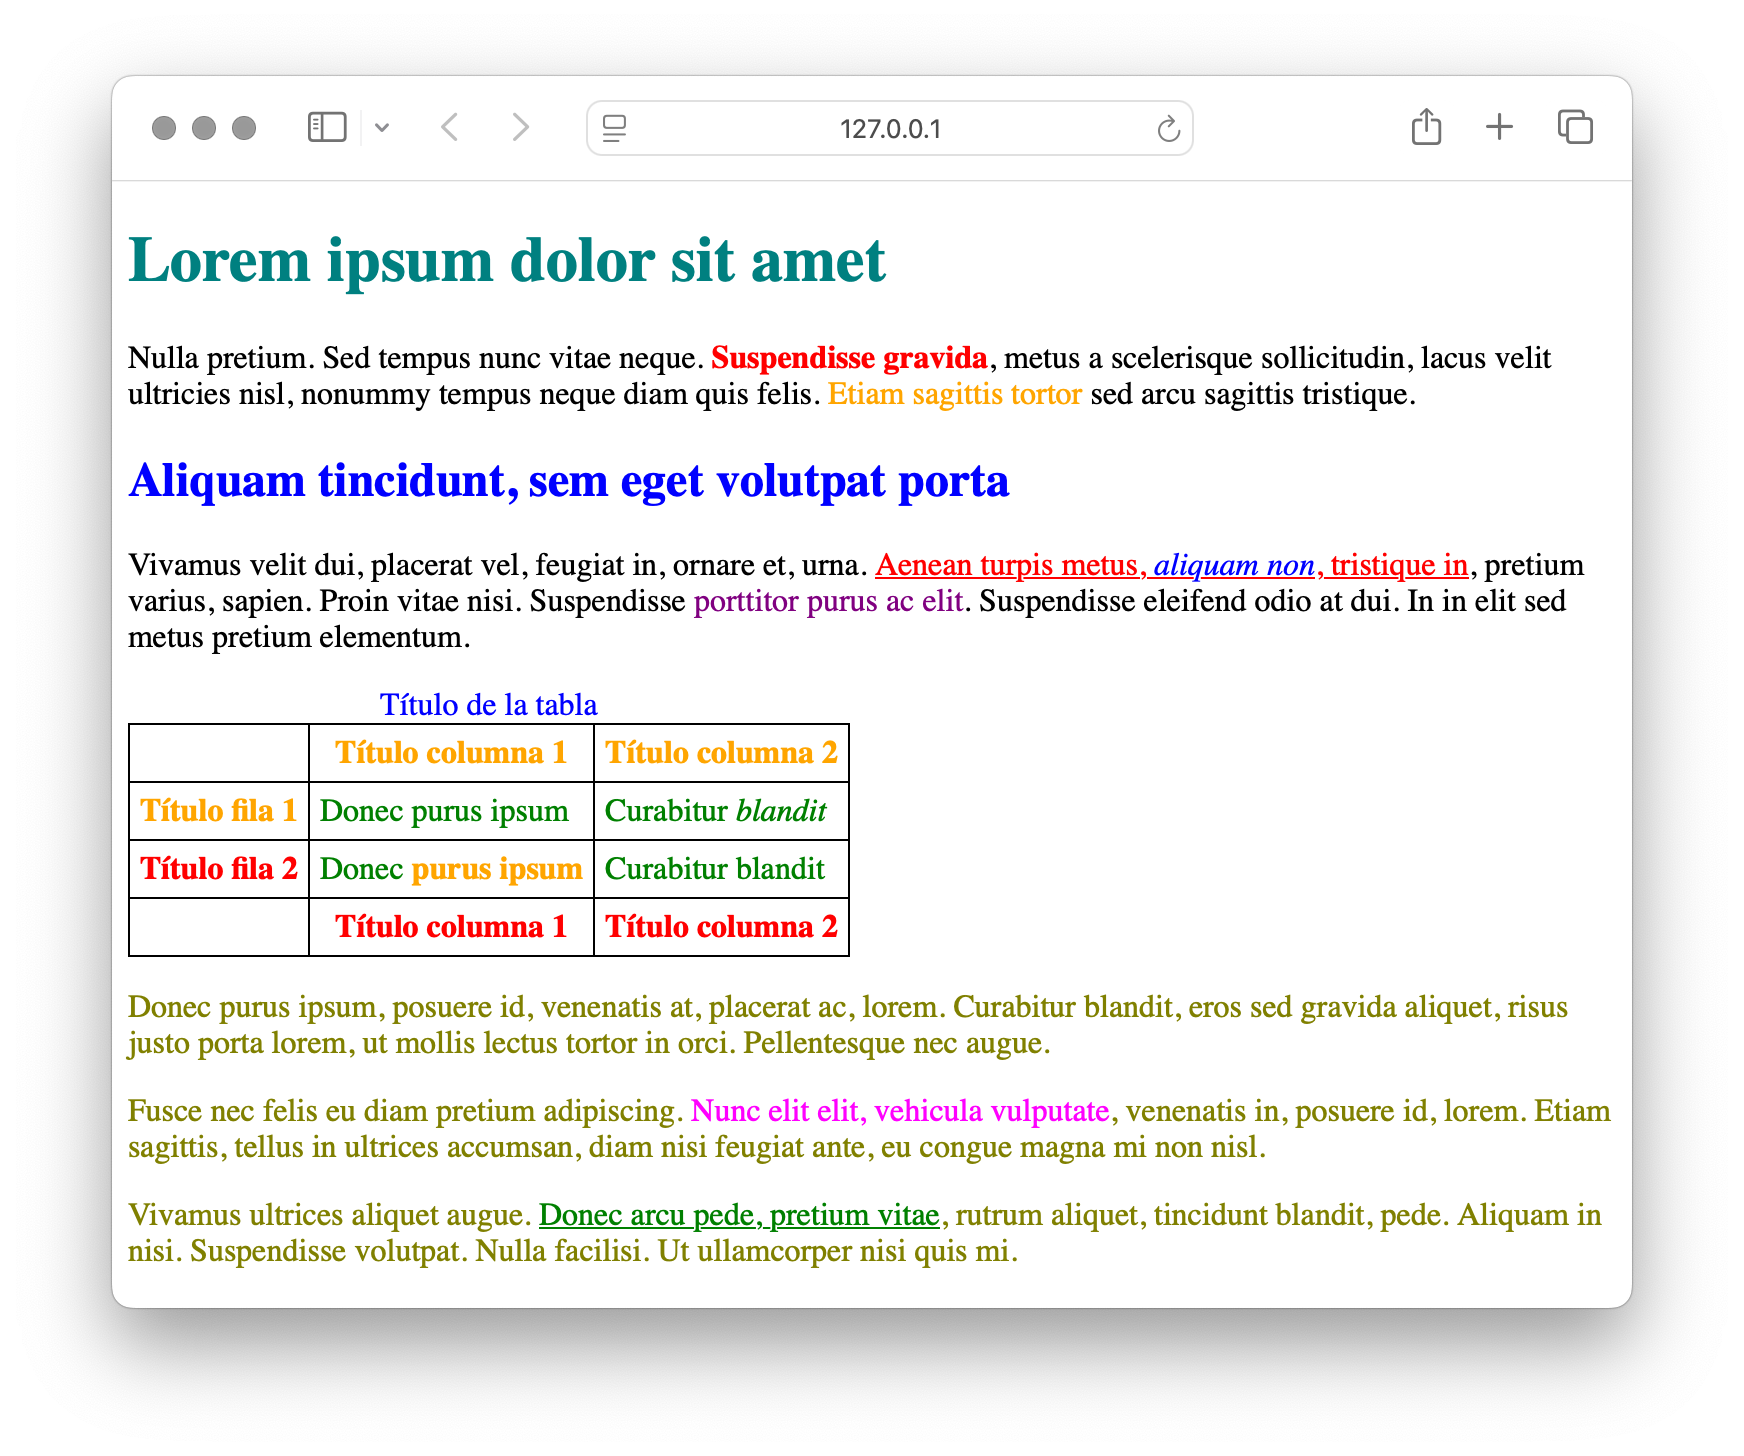 127.0.0.1
Lorem ipsum dolor sit amet
Nulla pretium. Sed tempus nunc vitae neque. Suspendisse gravida, metus a scelerisque sollicitudin, lacus velit
ultricies nisl, nonummy tempus neque diam quis felis. Etiam sagittis tortor sed arcu sagittis tristique.
Aliquam tincidunt, sem eget volutpat porta
Vivamus velit dui, placerat vel, feugiat in, ornare et, urna. Aenean turpis metus, aliquam non, tristique in, pretium
varius, sapien. Proin vitae nisi. Suspendisse porttitor purus ac elit. Suspendisse eleifend odio at dui. In in elit sed
metus pretium elementum.
Título de la tabla
Título columna 1 Título columna 2
Título fila 1 Donec purus ipsum Curabitur blandit
Título fila 2 Donec purus ipsum Curabitur blandit
Título columna 1 Título columna 2
Donec purus ipsum, posuere id, venenatis at, placerat ac, lorem. Curabitur blandit, eros sed gravida aliquet, risus
justo porta lorem, ut mollis lectus tortor in orci. Pellentesque nec augue.
Fusce nec felis eu diam pretium adipiscing. Nunc elit elit, vehicula vulputate, venenatis in, posuere id, lorem. Etiam
sagittis, tellus in ultrices accumsan, diam nisi feugiat ante, eu congue magna mi non nisl.
Vivamus ultrices aliquet augue. Donec arcu pede, pretium vitae, rutrum aliquet, tincidunt blandit, pede. Aliquam in
nisi. Suspendisse volutpat. Nulla facilisi. Ut ullamcorper nisi quis mi.